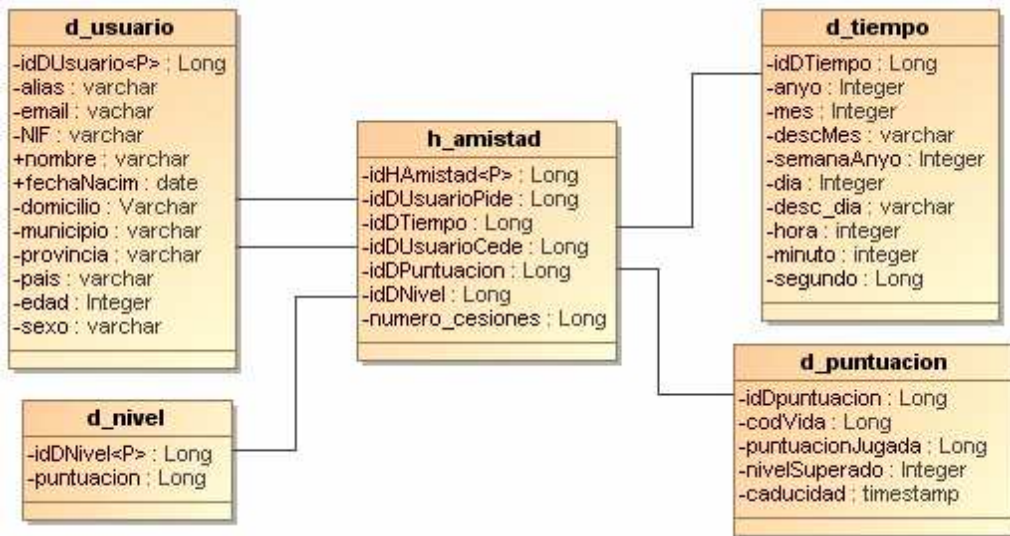 d_usuario
-idDUsuario<P> : Long
-alias : varchar
-email : vachar
-NIF : varchar
+nombre : varchar
+fechaNacim : date
-domicilio : Varchar
-municipio : varchar
-provincia : varchar
-pais : varchar
-edad : Integer
-sexo : varchar
d_nivel
-idDNivel<P> : Long
-puntuacion : Long
h_amistad
-idHAmistad<P> : Long
-idDUsuarioPide : Long
-idDTiempo : Long
-idDUsuarioCede : Long
-idDPuntuacion : Long
-idDNivel : Long
-numero_cesiones : Long
d_tiempo
-idDTiempo : Long
-anyo : Integer
-mes : Integer
-descMes : varchar
-semanaAnyo : Integer
-dia : Integer
-desc_dia : varchar
-hora : integer
-minuto : integer
-segundo : Long
d_puntuacion
-idDpuntuacion : Long
-codVida : Long
-puntuacionJugada : Long
-nivelSuperado : Integer
-caducidad : timestamp